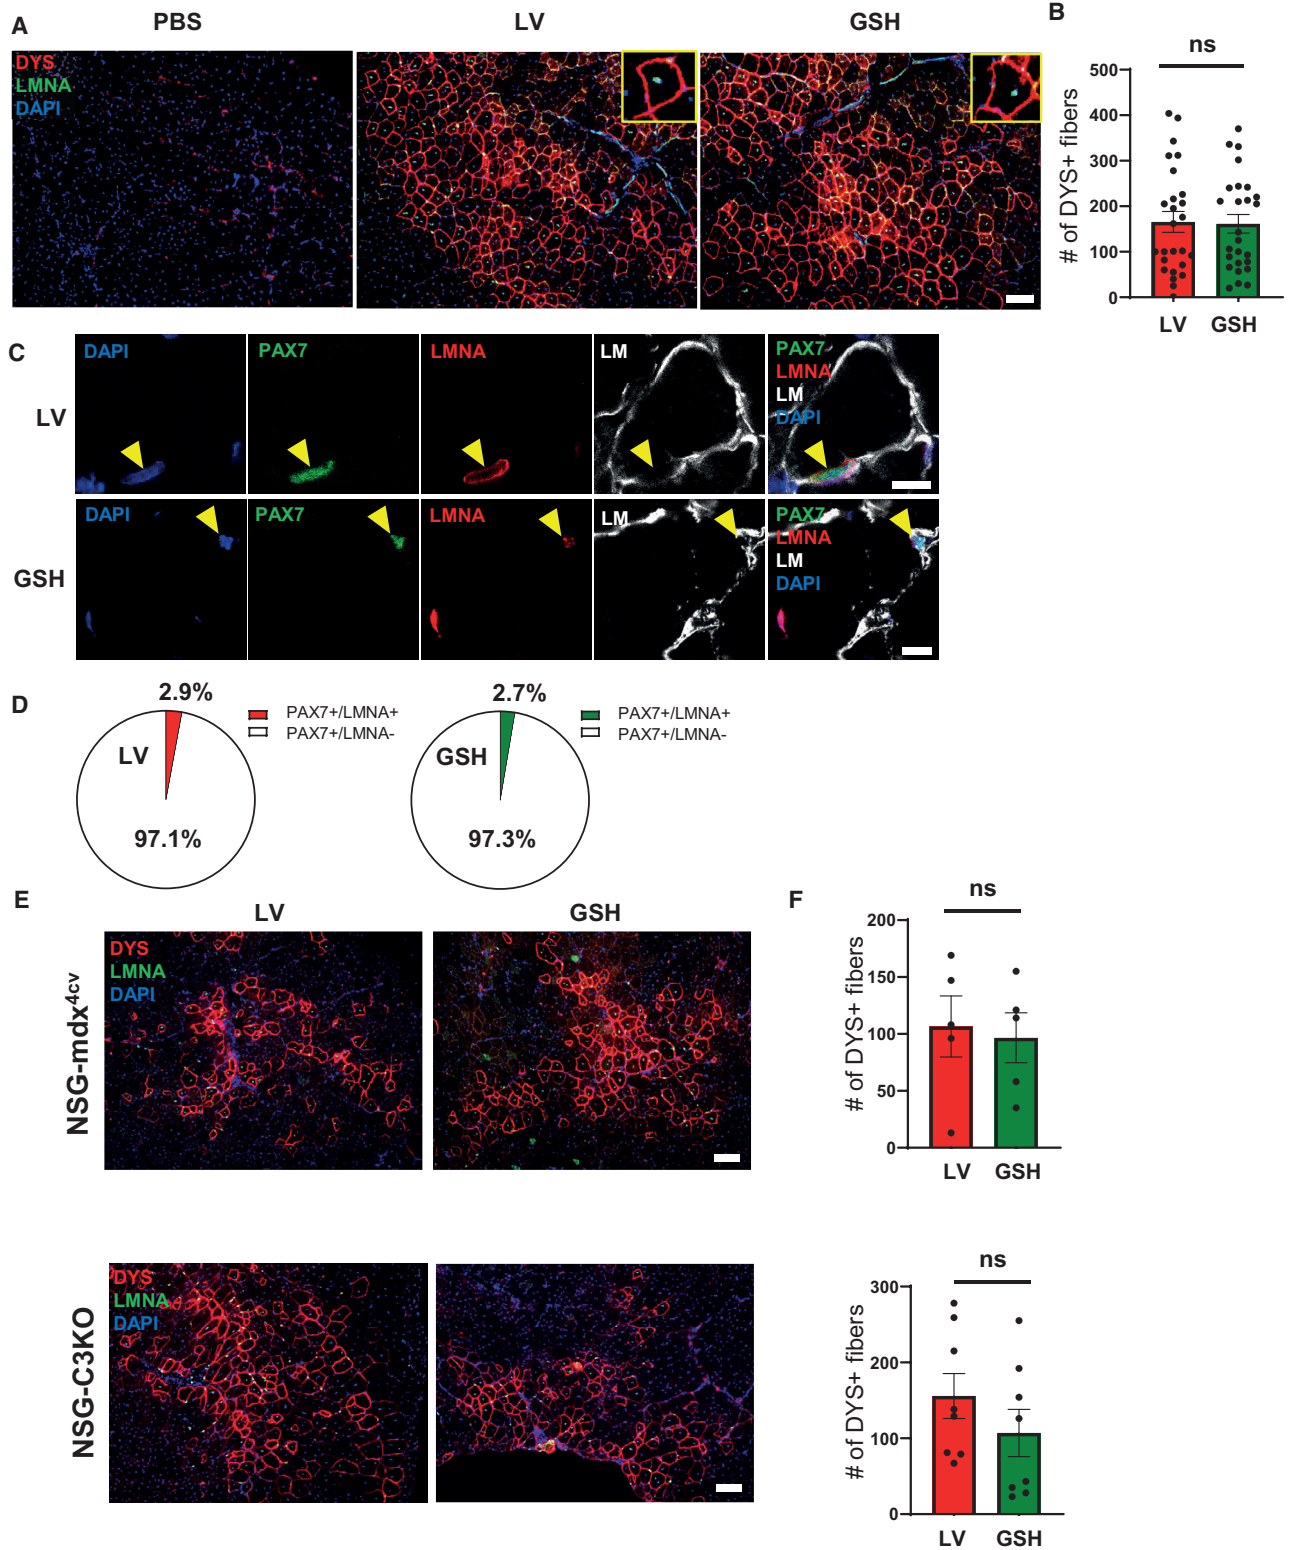 A
PBS
LV
GSH
DYS
LMNA
DAPI
B
ns
# of DYS+ fibers
500
400
300
200
100
0
LV
GSH
C
LV
DAPI
PAX7
LMNA
LM
PAX7
LMNA
LM
DAPI
GSH
DAPI
PAX7
LMNA
LM
PAX7
LMNA
LM
DAPI
D
2.9%
LV
97.1%
PAX7+/LMNA+
PAX7+/LMNA-
2.7%
GSH
97.3%
PAX7+/LMNA+
PAX7+/LMNA-
E
LV
GSH
NSG-mdx⁴ᶜᵛ
DYS
LMNA
DAPI
NSG-C3KO
DYS
LMNA
DAPI
F
ns
# of DYS+ fibers
200
150
100
50
0
LV
GSH
ns
# of DYS+ fibers
300
200
100
0
LV
GSH